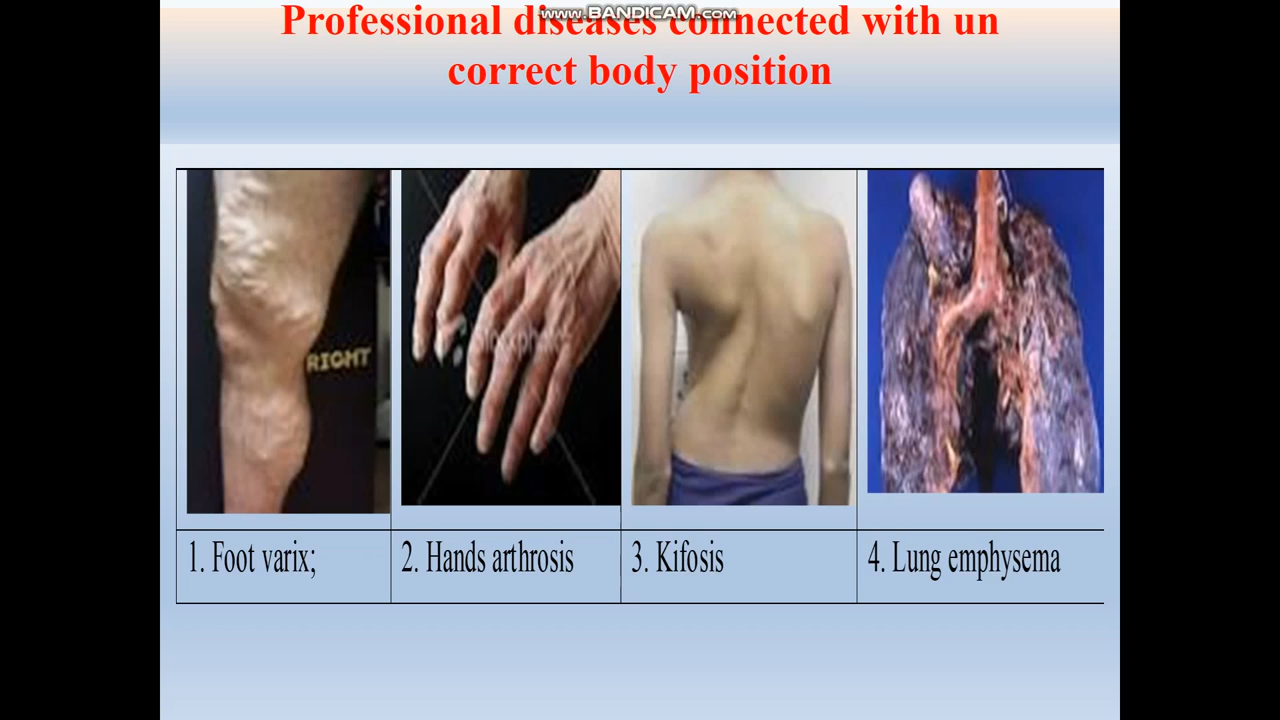 www.BANDICAM.com
Professional diseases connected with un
correct body position
RIGHT
1. Foot varix;
2. Hands arthrosis
3. Kifosis
4. Lung emphysema